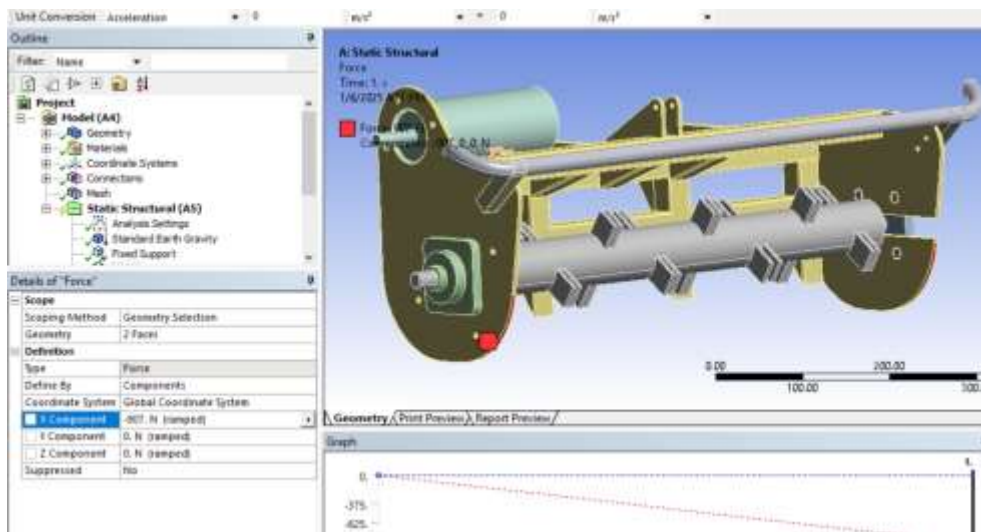 Unit Conversion Acceleration 0 m/s² = 0 m/s²
Outline
Filter: Name
Project
Model (A4)
Geometry
Materials
Coordinate Systems
Connections
Mesh
Static Structural (A5)
Analysis Settings
Standard Earth Gravity
Fixed Support
Details of "Force"
Scope
Scoping Method Geometry Selection
Geometry 2 Faces
Definition
Type Force
Define By Components
Coordinate System Global Coordinate System
X Component -907. N (ramped)
Y Component 0. N (ramped)
Z Component 0. N (ramped)
Suppressed No
A: Static Structural
Force
Time: 1. s
1/6/2025
0.00 200.00
100.00 300.
Geometry Print Preview Report Preview
Graph
1.
0.
-375.
-625.